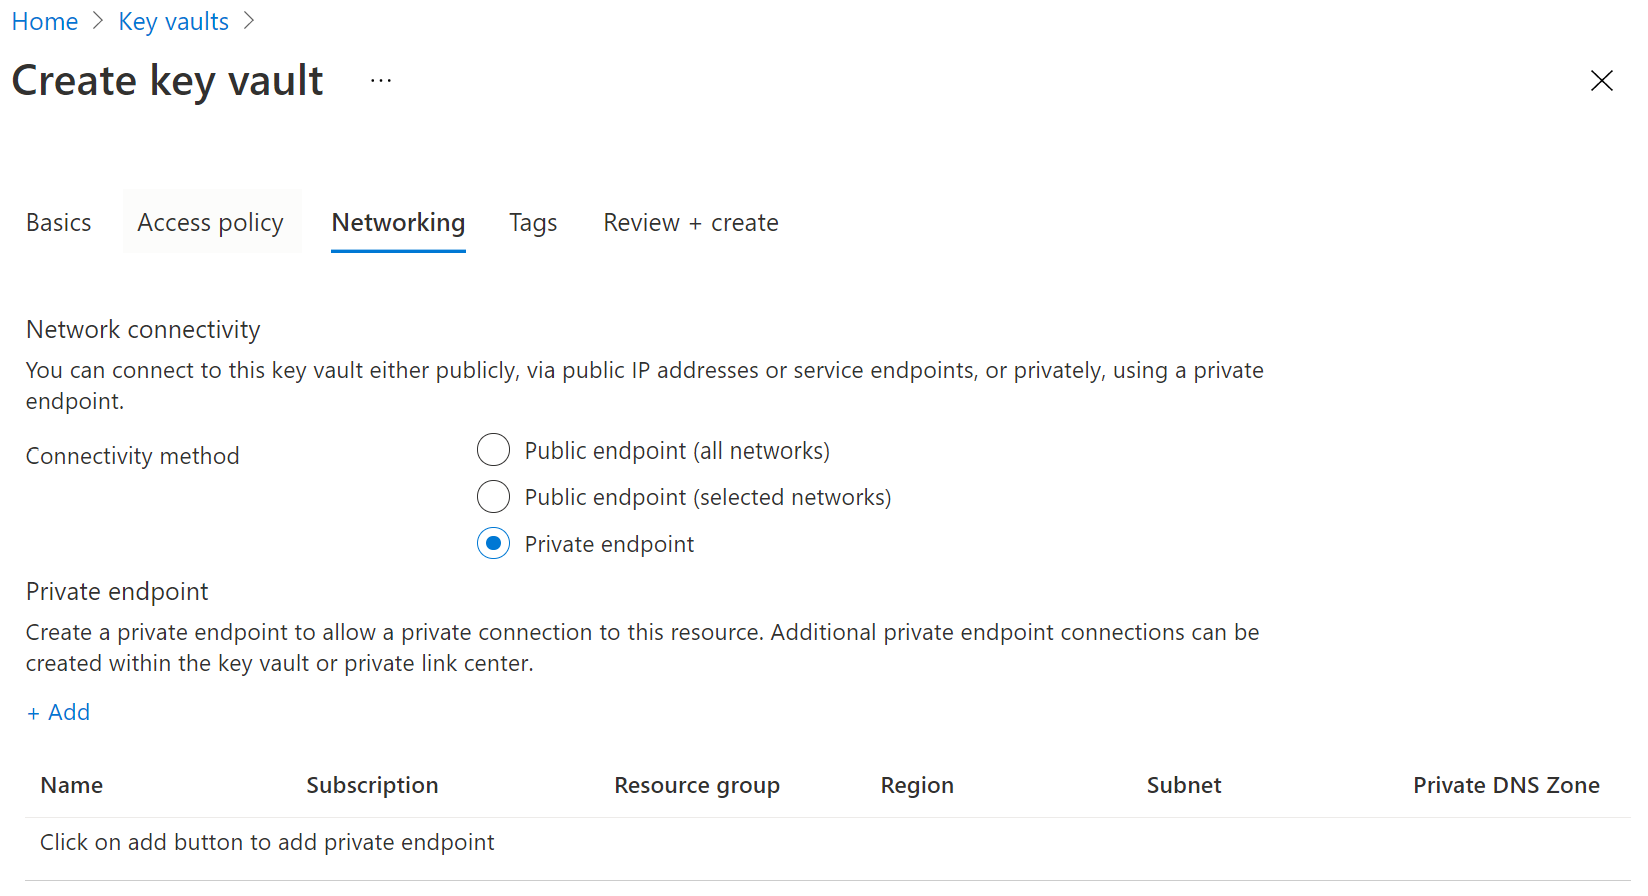 Home > Key vaults >
Create key vault ...
Basics Access policy Networking Tags Review + create
Network connectivity
You can connect to this key vault either publicly, via public IP addresses or service endpoints, or privately, using a private
endpoint.
Connectivity method
Public endpoint (all networks)
Public endpoint (selected networks)
Private endpoint
Private endpoint
Create a private endpoint to allow a private connection to this resource. Additional private endpoint connections can be
created within the key vault or private link center.
+ Add
Name Subscription Resource group Region Subnet Private DNS Zone
Click on add button to add private endpoint